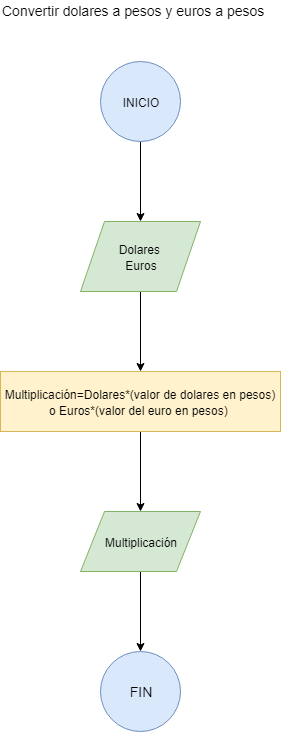 Convertir dolares a pesos y euros a pesos
INICIO
Dolares
Euros
Multiplicación=Dolares*(valor de dolares en pesos)
o Euros*(valor del euro en pesos)
Multiplicación
FIN